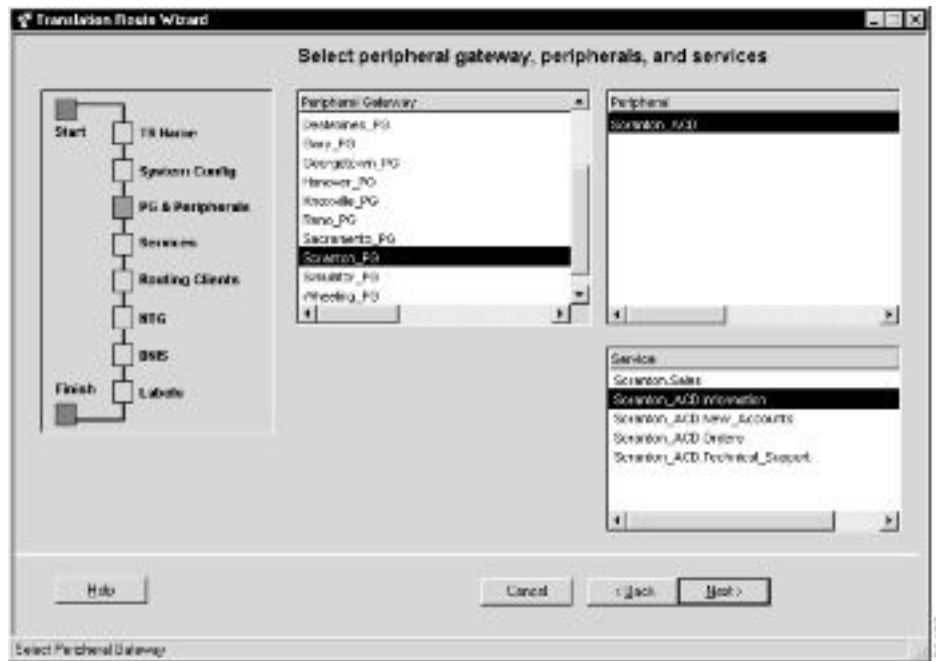 Translation Route Wizard
Select peripheral gateway, peripherals, and services
Start
TR Name
System Config
PG & Peripherals
Services
Routing Clients
NTG
DNIS
Labels
Finish
Peripheral Gateway
DesMoines_PG
Gary_PG
Georgetown_PG
Hanover_PG
Knoxville_PG
Reno_PG
Sacramento_PG
Scranton_PG
Simulator_PG
Wheeling_PG
Peripheral
Scranton_ACD
Service
Scranton.Sales
Scranton_ACD.Information
Scranton_ACD.New_Accounts
Scranton_ACD.Orders
Scranton_ACD.Technical_Support
Help
Cancel
< Back
Next >
Select Peripheral Gateway